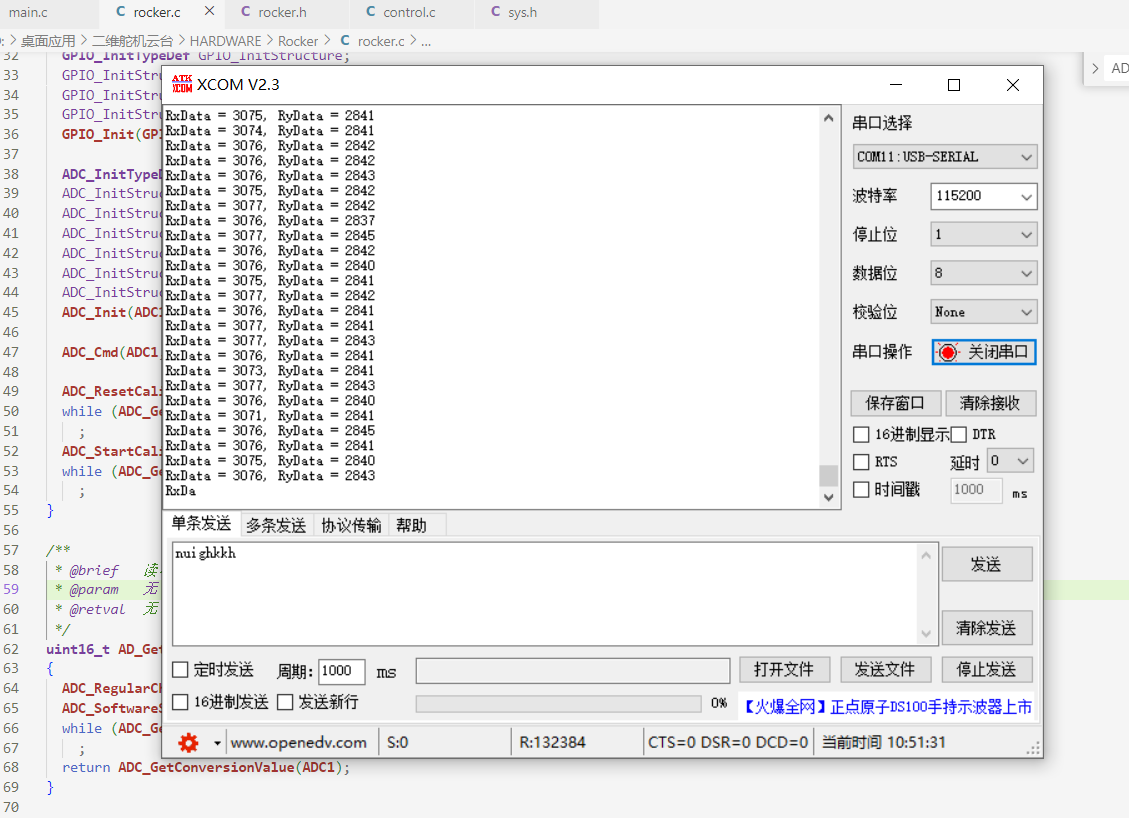 main.c rocker.c rocker.h control.c sys.h
桌面应用 > 二维舵机云台 > HARDWARE > Rocker > C rocker.c > ...
32 GPIO_InitTypeDef GPIO_InitStructure;
33 GPIO_InitStru
34 GPIO_InitStru
35 GPIO_InitStru
36 GPIO_Init(GPI
37
38 ADC_InitTypeD
39 ADC_InitStruc
40 ADC_InitStruc
41 ADC_InitStruc
42 ADC_InitStruc
43 ADC_InitStruc
44 ADC_InitStruc
45 ADC_Init(ADC1
46
47 ADC_Cmd(ADC1
48
49 ADC_ResetCali
50 while (ADC_Ge
51 ;
52 ADC_StartCali
53 while (ADC_Ge
54 ;
55 }
56
57 /**
58 * @brief 读
59 * @param 无
60 * @retval 无
61 */
62 uint16_t AD_Get
63 {
64 ADC_RegularCh
65 ADC_SoftwareS
66 while (ADC_Ge
67 ;
68 return ADC_GetConversionValue(ADC1);
69 }
70
AD
ATK XCOM
XCOM V2.3
RxData = 3075, RyData = 2841
RxData = 3074, RyData = 2841
RxData = 3076, RyData = 2842
RxData = 3076, RyData = 2842
RxData = 3076, RyData = 2843
RxData = 3075, RyData = 2842
RxData = 3077, RyData = 2842
RxData = 3076, RyData = 2837
RxData = 3077, RyData = 2845
RxData = 3076, RyData = 2842
RxData = 3076, RyData = 2840
RxData = 3075, RyData = 2841
RxData = 3077, RyData = 2842
RxData = 3076, RyData = 2841
RxData = 3077, RyData = 2841
RxData = 3077, RyData = 2843
RxData = 3076, RyData = 2841
RxData = 3073, RyData = 2841
RxData = 3077, RyData = 2843
RxData = 3076, RyData = 2840
RxData = 3071, RyData = 2841
RxData = 3076, RyData = 2845
RxData = 3076, RyData = 2841
RxData = 3075, RyData = 2840
RxData = 3076, RyData = 2843
RxDa
串口选择
COM11:USB-SERIAL
波特率 115200
停止位 1
数据位 8
校验位 None
串口操作 关闭串口
保存窗口 清除接收
16进制显示 DTR
RTS 延时 0
时间戳 1000 ms
单条发送 多条发送 协议传输 帮助
nuighkkh
发送
清除发送
定时发送 周期: 1000 ms 打开文件 发送文件 停止发送
16进制发送 发送新行 0% 【火爆全网】正点原子DS100手持示波器上市
www.openedv.com S:0 R:132384 CTS=0 DSR=0 DCD=0 当前时间 10:51:31